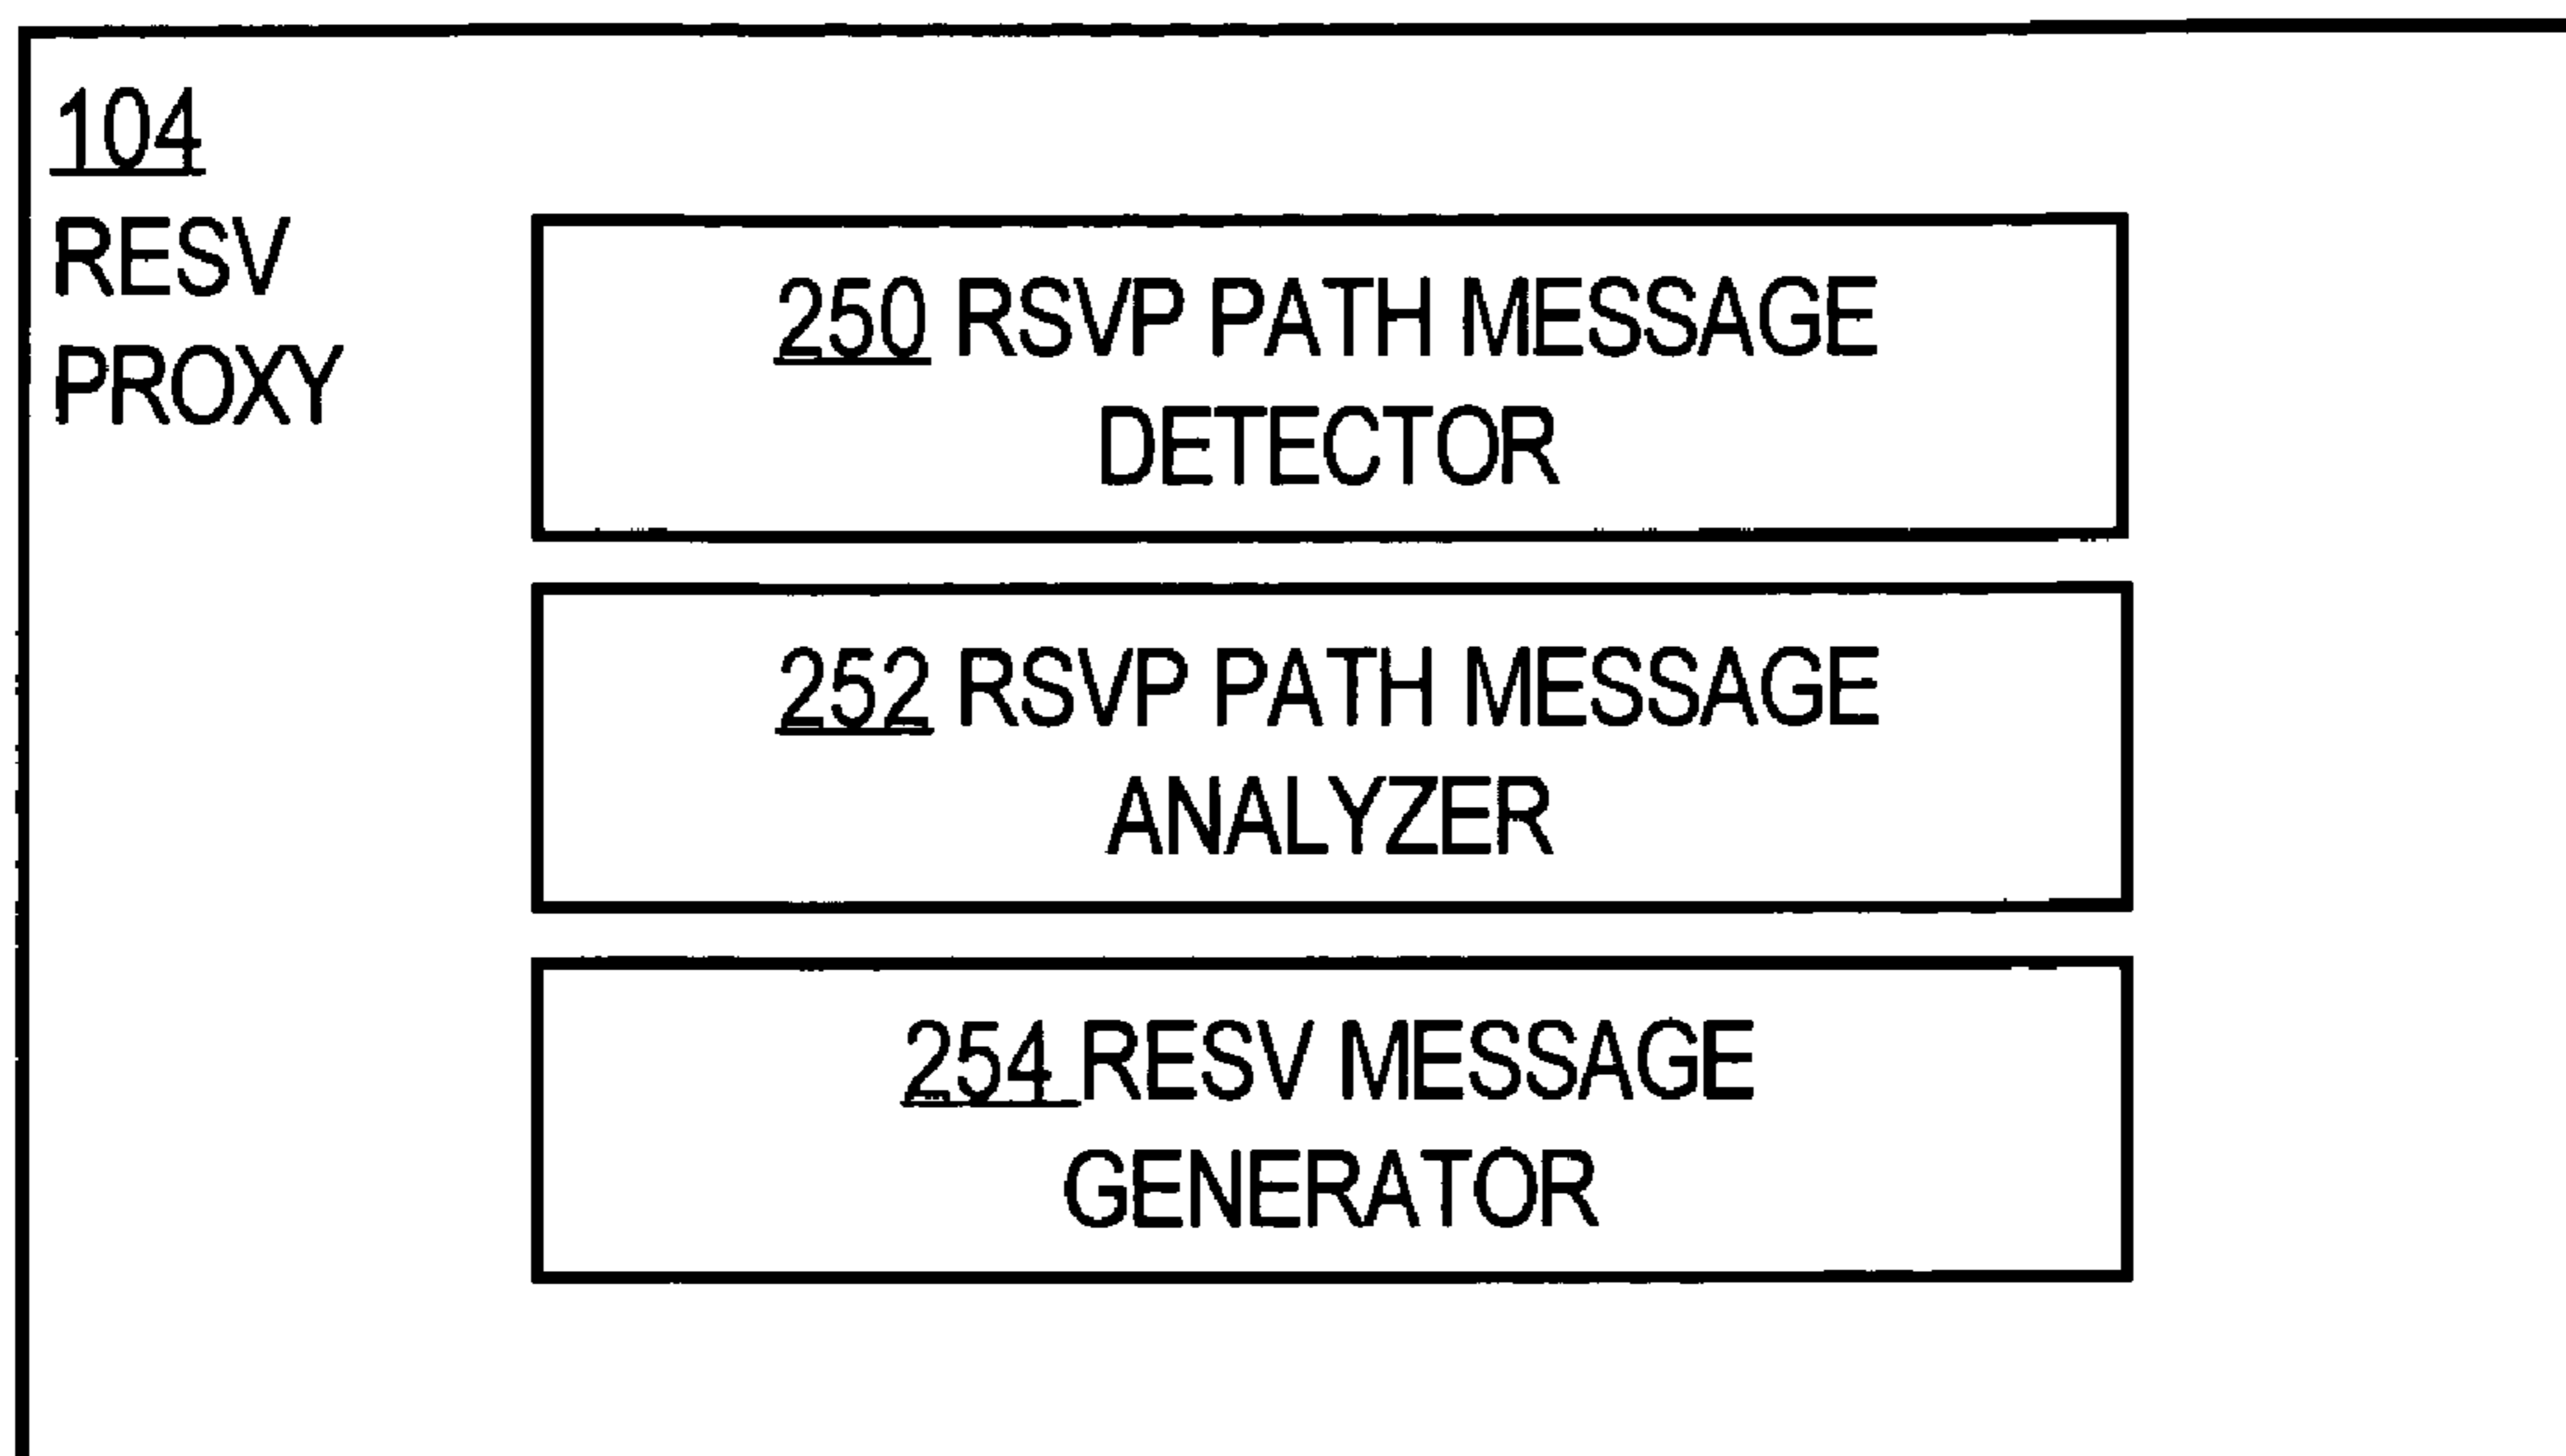 104
RESV
PROXY
250 RSVP PATH MESSAGE
DETECTOR
252 RSVP PATH MESSAGE
ANALYZER
254 RESV MESSAGE
GENERATOR